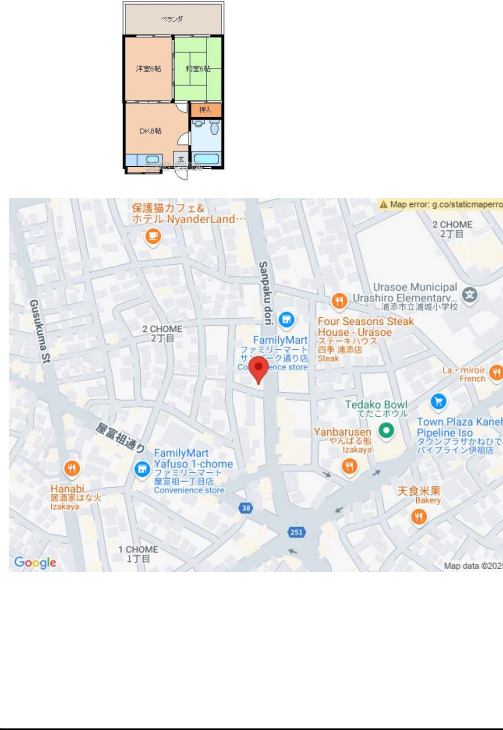 ベランダ
洋室6帖
和室6帖
押入
DK8帖
玄
保護猫カフェ&
ホテル NyanderLand…
Map error: g.co/staticmaperro
2 CHOME
2丁目
Sanpaku dori
Urasoe Municipal
Urashiro Elementary…
浦添市立浦城小学校
Gusukuma St
2 CHOME
2丁目
FamilyMart
ファミリーマート
Convenience store
Four Seasons Steak
House - Urasoe
ステーキハウス
四季 浦添店
Steak
La・miroir
French
Tedako Bowl
てだこボウル
Town Plaza Kaneh
Pipeline Iso
タウンプラザかねひで
パイプライン伊祖店
Yanbarusen
やんばる船
Izakaya
屋富祖通り
FamilyMart
Yafuso 1-chome
ファミリーマート
屋富祖一丁目店
Convenience store
Hanabi
居酒家はな火
Izakaya
天食米果
Bakery
38
251
1 CHOME
1丁目
Google
Map data ©2025